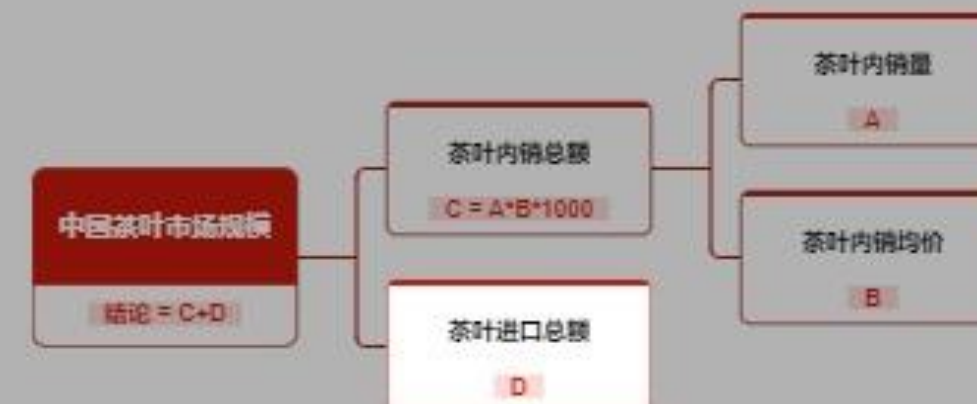 茶叶内销量
A
茶叶内销总额
C = A*B*1000
中国茶叶市场规模
结论 = C+D
茶叶内销均价
B
茶叶进口总额
D